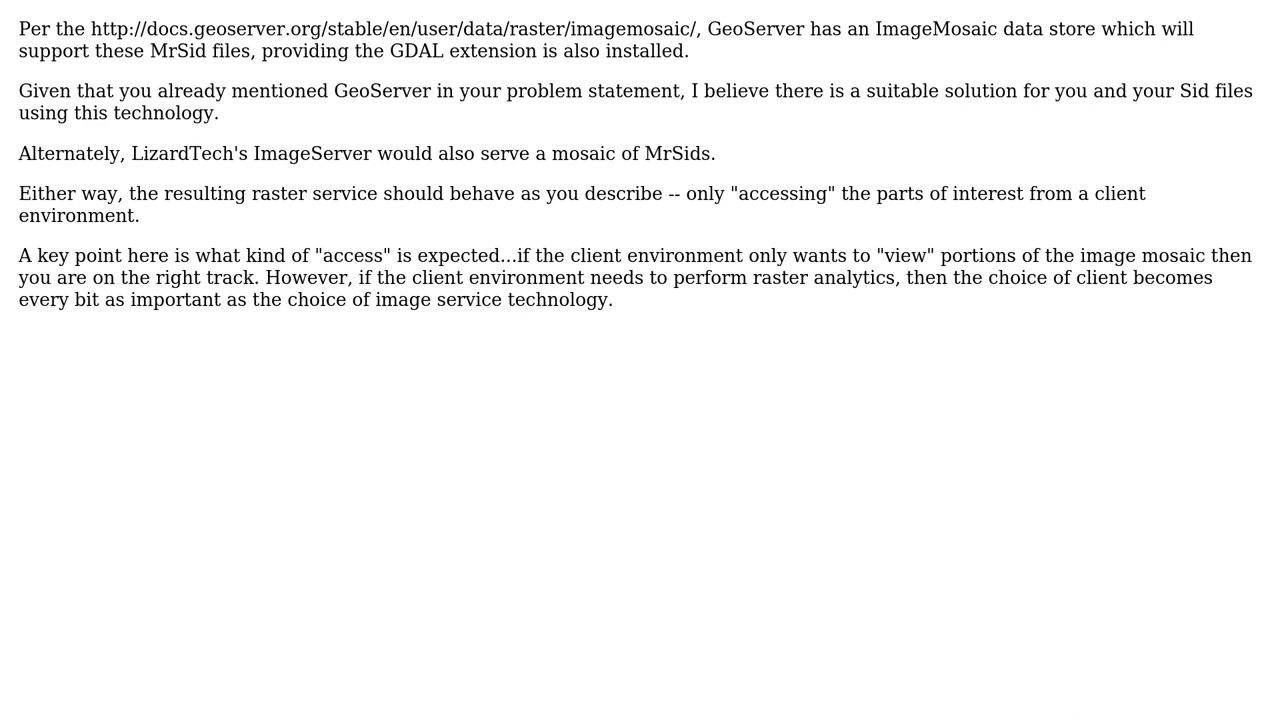 Per the http://docs.geoserver.org/stable/en/user/data/raster/imagemosaic/, GeoServer has an ImageMosaic data store which will
support these MrSid files, providing the GDAL extension is also installed.
Given that you already mentioned GeoServer in your problem statement, I believe there is a suitable solution for you and your Sid files
using this technology.
Alternately, LizardTech's ImageServer would also serve a mosaic of MrSids.
Either way, the resulting raster service should behave as you describe -- only "accessing" the parts of interest from a client
environment.
A key point here is what kind of "access" is expected...if the client environment only wants to "view" portions of the image mosaic then
you are on the right track. However, if the client environment needs to perform raster analytics, then the choice of client becomes
every bit as important as the choice of image service technology.